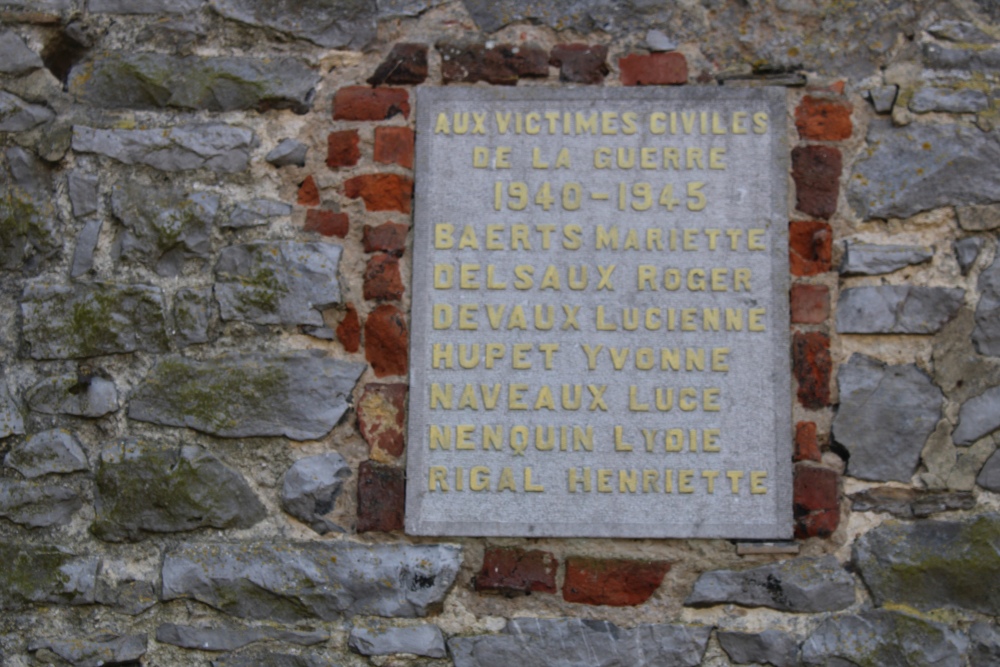 AUX VICTIMES CIVILES
DE LA GUERRE
1940-1945
BAERTS MARIETTE
DELSAUX ROGER
DEVAUX LUCIENNE
HUPET YVONNE
NAVEAUX LUCE
NENQUIN LYDIE
RIGAL HENRIETTE